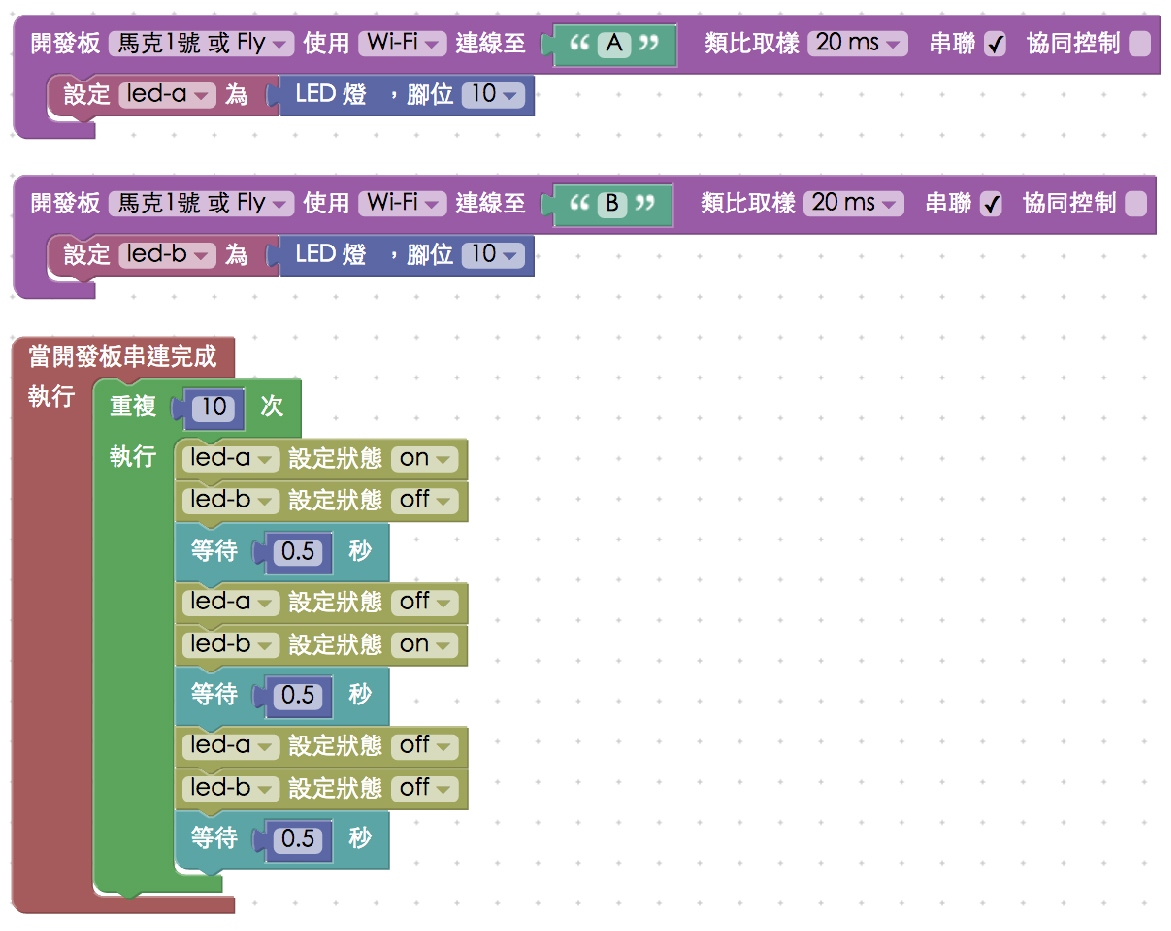 開發板 馬克1號 或 Fly 使用 Wi-Fi 連線至 “ A ” 類比取樣 20 ms 串聯 ✓ 協同控制
設定 led-a 為 LED 燈 ，腳位 10
開發板 馬克1號 或 Fly 使用 Wi-Fi 連線至 “ B ” 類比取樣 20 ms 串聯 ✓ 協同控制
設定 led-b 為 LED 燈 ，腳位 10
當開發板串連完成
執行 重複 10 次
執行 led-a 設定狀態 on
led-b 設定狀態 off
等待 0.5 秒
led-a 設定狀態 off
led-b 設定狀態 on
等待 0.5 秒
led-a 設定狀態 off
led-b 設定狀態 off
等待 0.5 秒